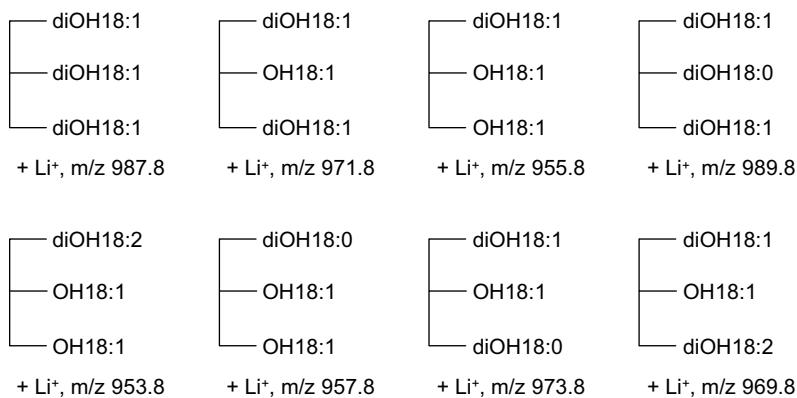 diOH18:1 diOH18:1 diOH18:1 diOH18:1
diOH18:1 OH18:1 OH18:1 diOH18:0
diOH18:1 diOH18:1 OH18:1 diOH18:1
+ Li⁺, m/z 987.8 + Li⁺, m/z 971.8 + Li⁺, m/z 955.8 + Li⁺, m/z 989.8
diOH18:2 diOH18:0 diOH18:1 diOH18:1
OH18:1 OH18:1 OH18:1 OH18:1
OH18:1 OH18:1 diOH18:0 diOH18:2
+ Li⁺, m/z 953.8 + Li⁺, m/z 957.8 + Li⁺, m/z 973.8 + Li⁺, m/z 969.8